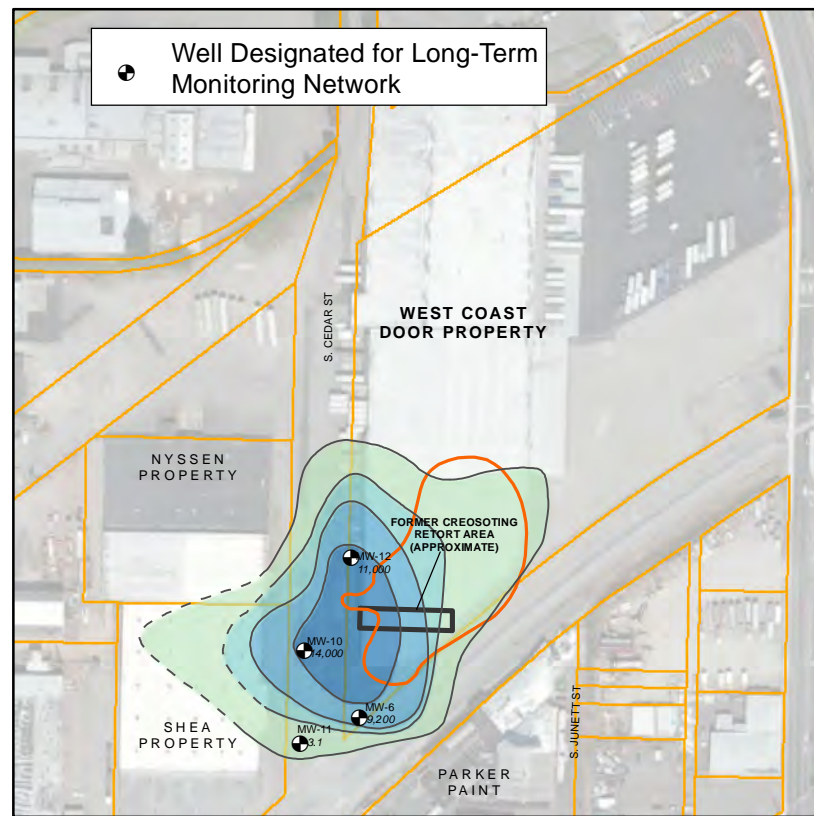 Well Designated for Long-Term
Monitoring Network
S. CEDAR ST
WEST COAST
DOOR PROPERTY
NYSSEN
PROPERTY
FORMER CREOSOTING
RETORT AREA
(APPROXIMATE)
MW-12
11,000
MW-10
14,000
MW-6
9,200
MW-11
3.1
SHEA
PROPERTY
S. JUNETT ST
PARKER
PAINT